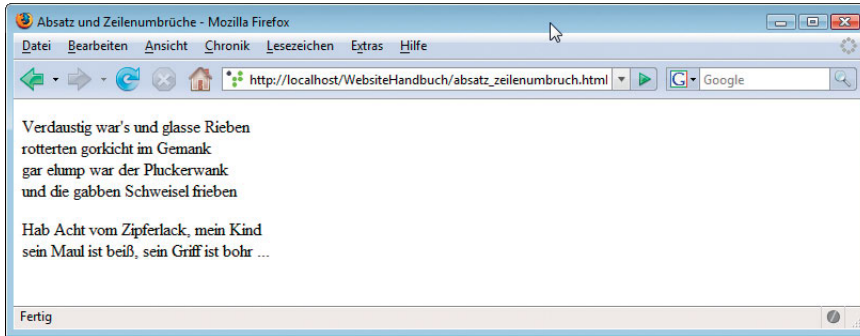 Absatz und Zeilenumbrüche - Mozilla Firefox
Datei Bearbeiten Ansicht Chronik Lesezeichen Extras Hilfe
http://localhost/WebsiteHandbuch/absatz_zeilenumbruch.html G Google
Verdaustig war's und glasse Rieben
rotterten gorkicht im Gemank
gar elump war der Pluckerwank
und die gabben Schweisel frieben
Hab Acht vom Zipferlack, mein Kind
sein Maul ist beiß, sein Griff ist bohr ...
Fertig